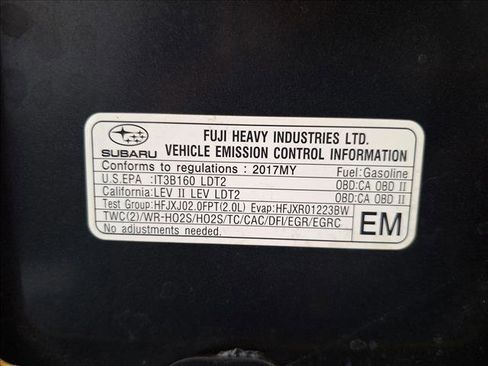 SUBARU
FUJI HEAVY INDUSTRIES LTD.
VEHICLE EMISSION CONTROL INFORMATION
Conforms to regulations : 2017MY Fuel:Gasoline
U.S.EPA :IT3B160 LDT2 OBD:CA OBD II
California:LEV II LEV LDT2 OBD:CA OBD II
Test Group:HFJXJ02.0FPT(2.0L) Evap:HFJXR01223BW
TWC(2)/WR-HO2S/HO2S/TC/CAC/DFI/EGR/EGRC
No adjustments needed.
EM